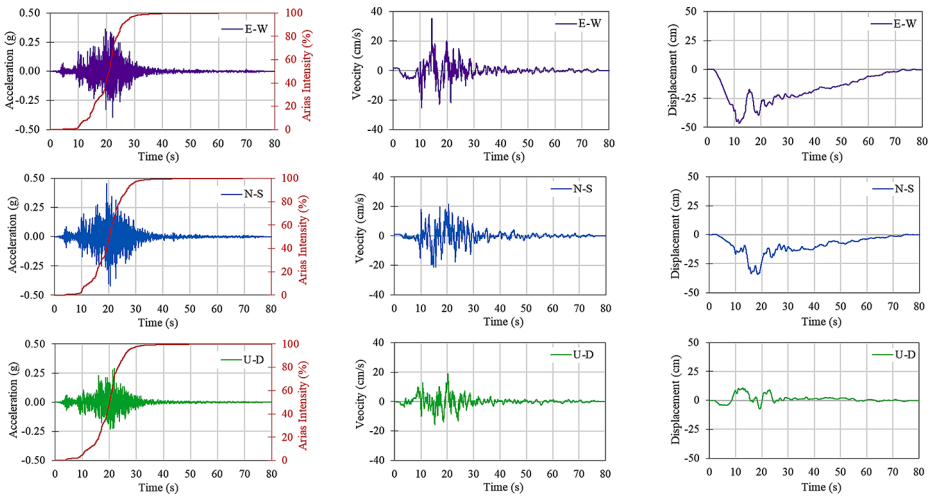 0.50
0.25
0.00
-0.25
-0.50
Acceleration (g)
E-W
100
80
60
40
20
0
Arias Intensity (%)
0 10 20 30 40 50 60 70 80
Time (s)
40
20
0
-20
-40
Veocity (cm/s)
E-W
0 10 20 30 40 50 60 70 80
Time (s)
50
25
0
-25
-50
Displacement (cm)
E-W
0 10 20 30 40 50 60 70 80
Time (s)
0.50
0.25
0.00
-0.25
-0.50
Acceleration (g)
N-S
100
80
60
40
20
0
Arias Intensity (%)
0 10 20 30 40 50 60 70 80
Time (s)
40
20
0
-20
-40
Veocity (cm/s)
N-S
0 10 20 30 40 50 60 70 80
Time (s)
50
25
0
-25
-50
Displacement (cm)
N-S
0 10 20 30 40 50 60 70 80
Time (s)
0.50
0.25
0.00
-0.25
0.50
Acceleration (g)
U-D
100
80
60
40
20
0
Arias Intensity (%)
0 10 20 30 40 50 60 70 80
Time (s)
40
20
0
-20
-40
Veocity (cm/s)
U-D
0 10 20 30 40 50 60 70 80
Time (s)
50
25
0
-25
-50
Displacement (cm)
U-D
0 10 20 30 40 50 60 70 80
Time (s)